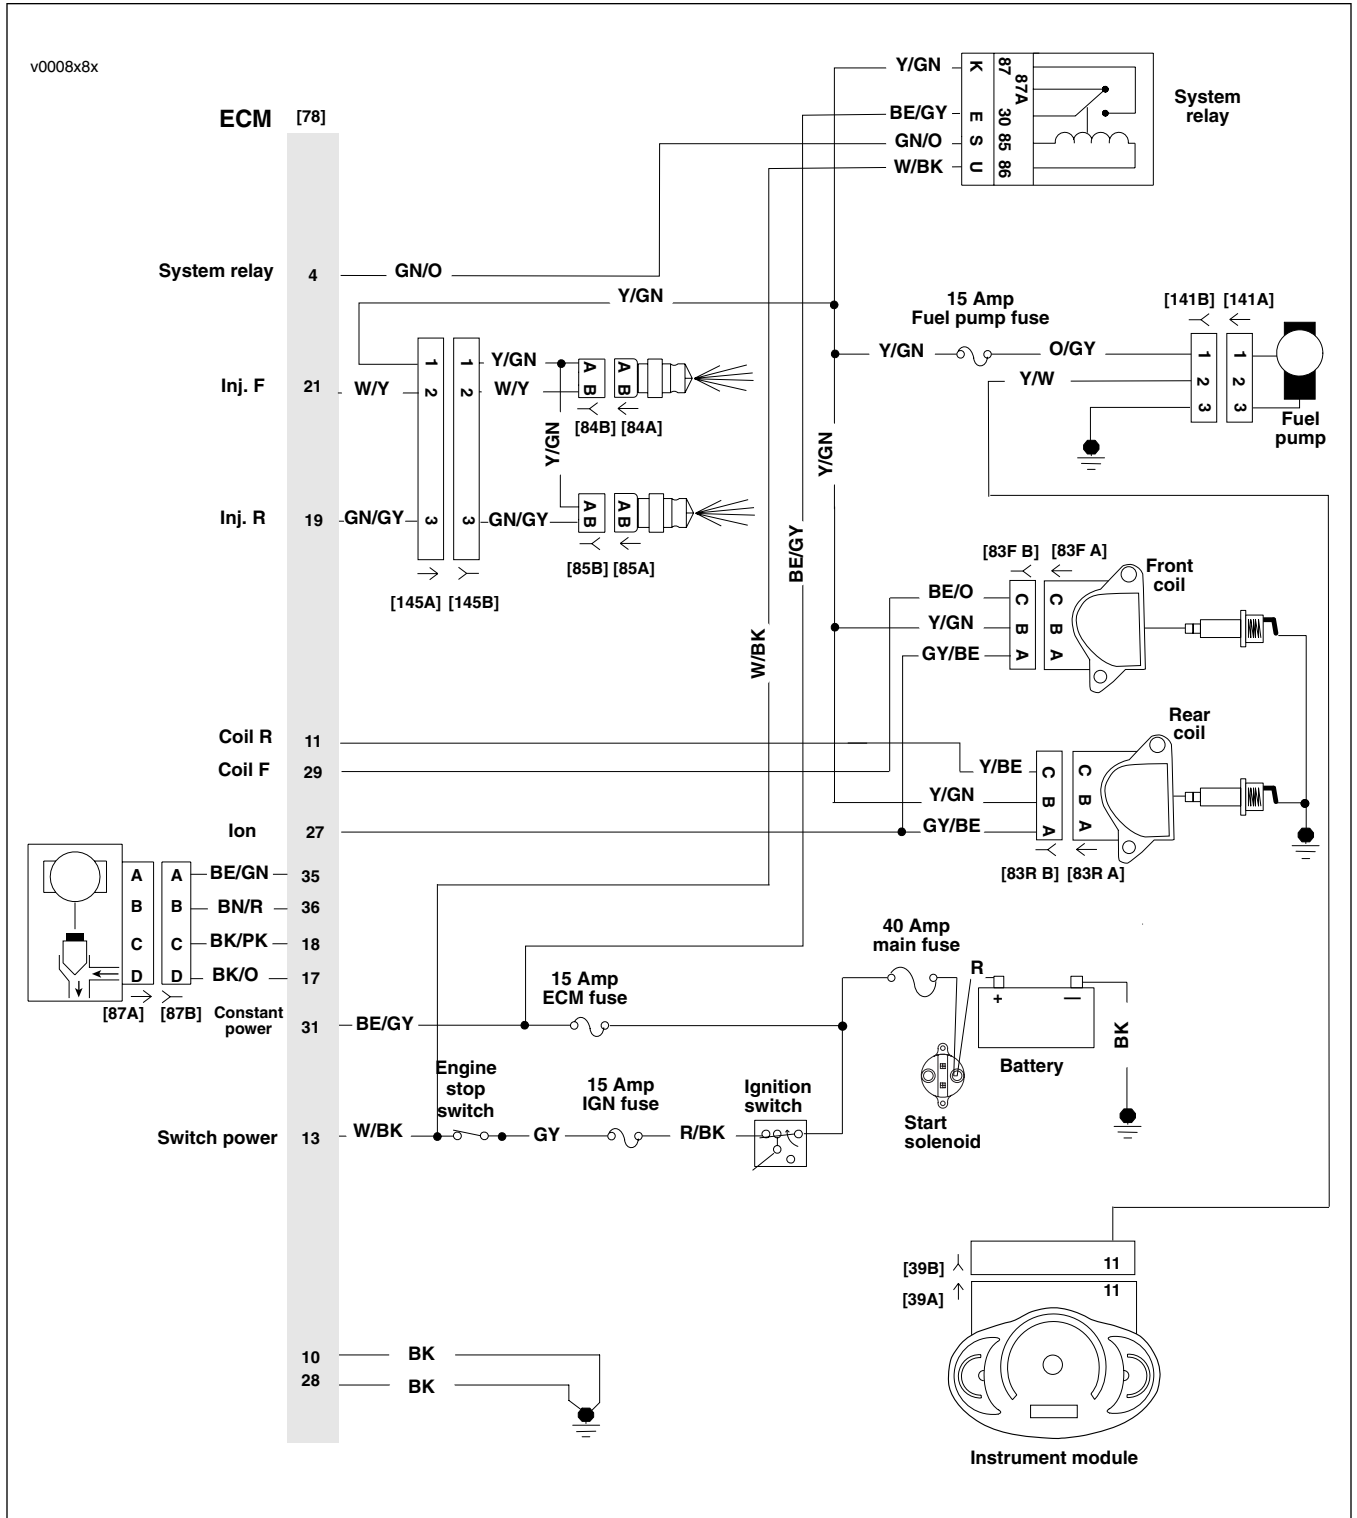 v0008x8x
ECM [78]
Y/GN K 87
87A
BE/GY E 30
GN/O S 85
W/BK U 86
System
relay
System relay 4 GN/O
Y/GN
15 Amp
Fuel pump fuse
[141B] [141A]
Y/GN O/GY 1 1
Y/W 2 2
3 3
Fuel
pump
1 1 Y/GN A A
Inj. F 21 W/Y 2 2 W/Y B B
[84B] [84A]
Y/GN
Y/GN
Inj. R 19 GN/GY 3 3 GN/GY A B A B
[85B] [85A]
[145A] [145B]
BE/GY
W/BK
[83F B] [83F A]
Front
coil
BE/O C C
Y/GN B B
GY/BE A A
Rear
coil
Coil R 11
Coil F 29
Y/BE C C
Y/GN B B
Ion 27 GY/BE A A
[83R B] [83R A]
A A BE/GN 35
B B BN/R 36
C C BK/PK 18
D D BK/O 17
[87A] [87B]
Constant
power
31 BE/GY
15 Amp
ECM fuse
40 Amp
main fuse
R
+ —
Battery
BK
Start
solenoid
Engine
stop
switch
15 Amp
IGN fuse
Ignition
switch
Switch power 13 W/BK GY R/BK
[39B] 11
[39A] 11
10 BK
28 BK
Instrument module